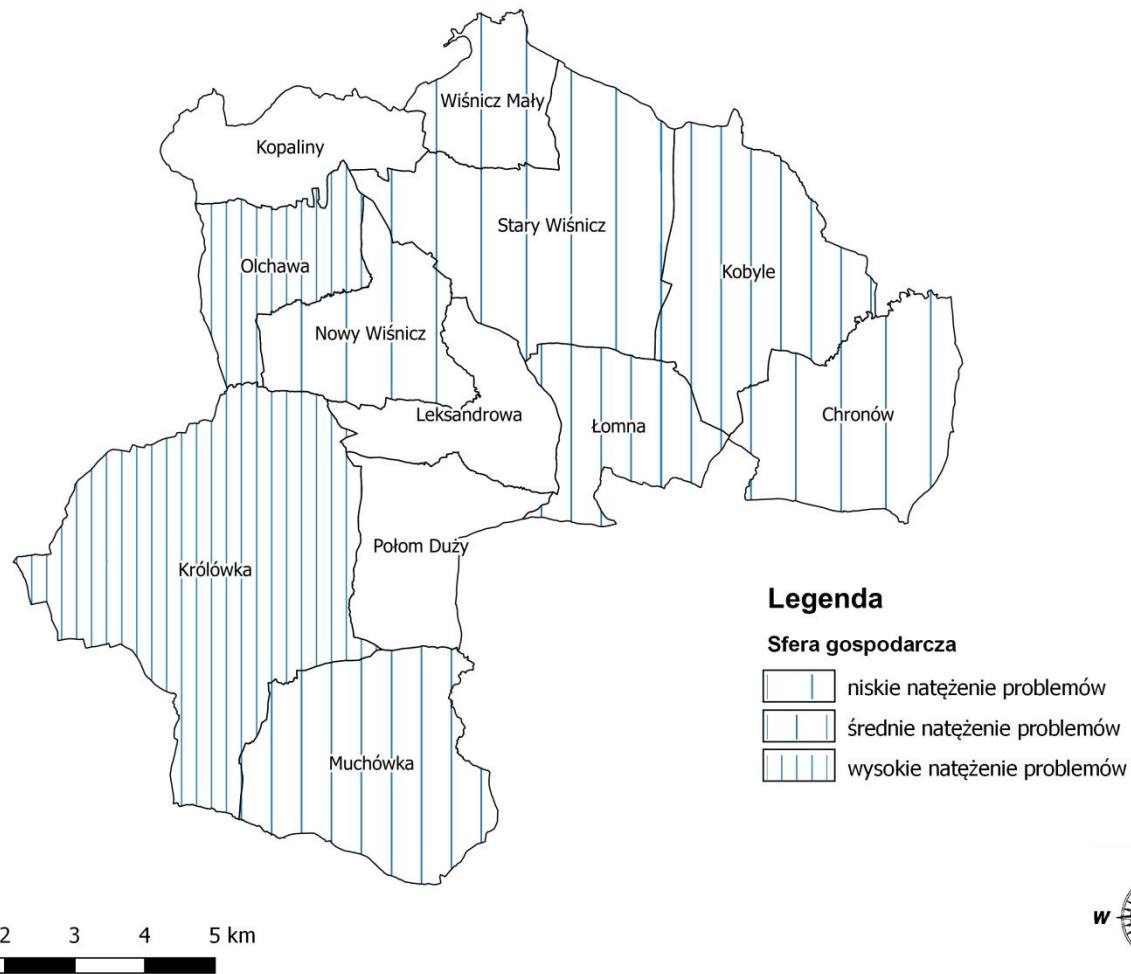 Wiśnicz Mały
Kopaliny
Stary Wiśnicz
Olchawa
Kobyle
Nowy Wiśnicz
Leksandrowa
Chronów
Łomna
Połom Duży
Królówka
Muchówka
Legenda
Sfera gospodarcza
niskie natężenie problemów
średnie natężenie problemów
wysokie natężenie problemów
W
2 3 4 5 km